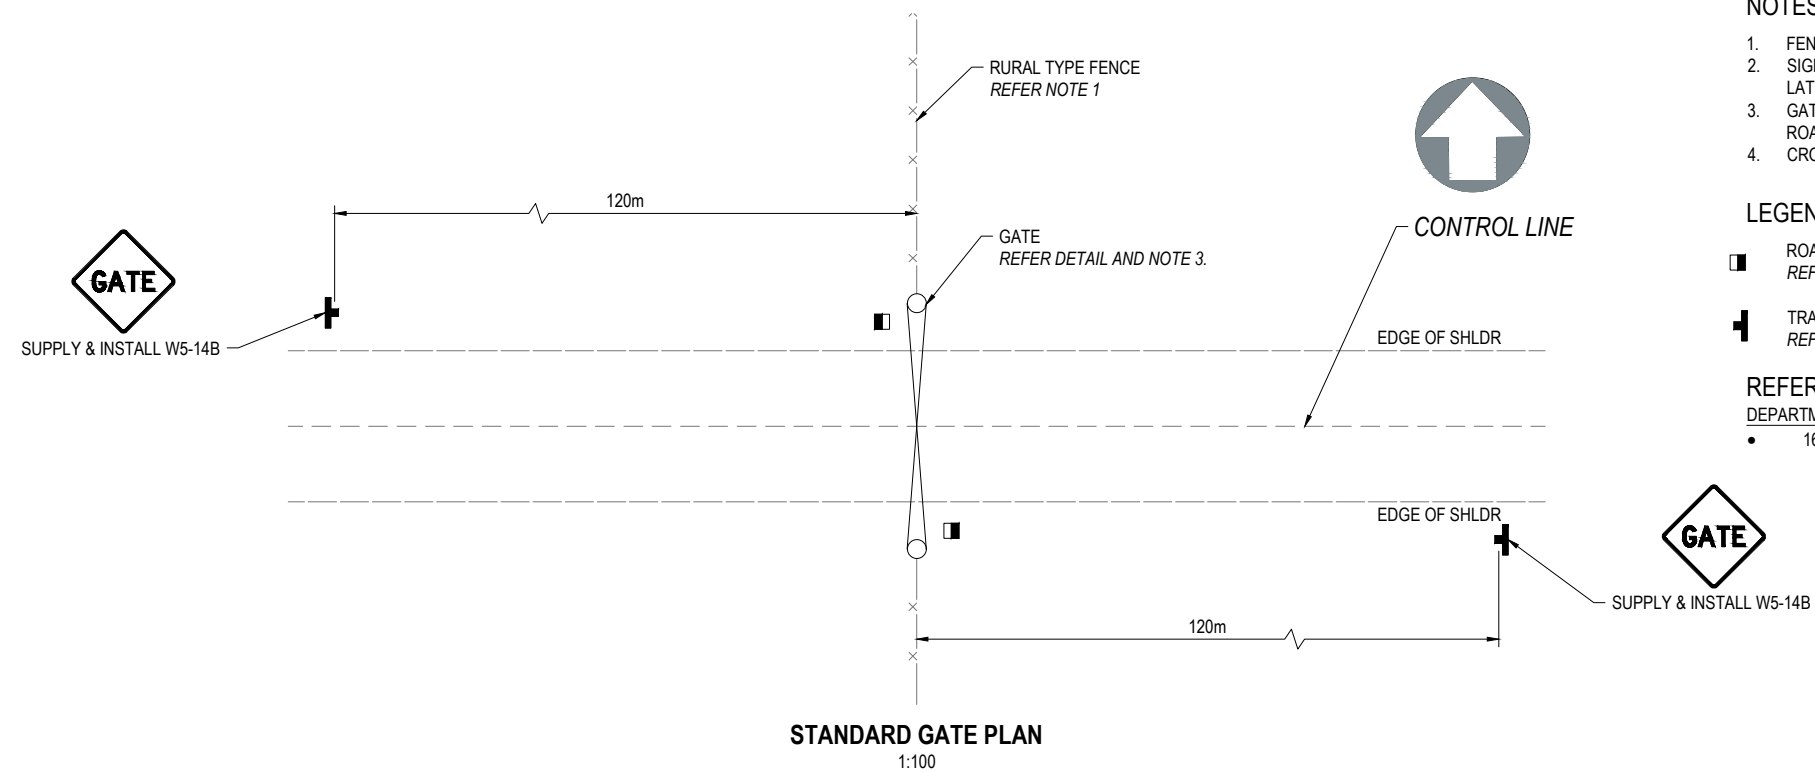 RURAL TYPE FENCE
REFER NOTE 1
120m
GATE
REFER DETAIL AND NOTE 3.
CONTROL LINE
GATE
SUPPLY & INSTALL W5-14B
EDGE OF SHLDR
EDGE OF SHLDR
GATE
SUPPLY & INSTALL W5-14B
120m
STANDARD GATE PLAN
1:100
NOTES
1. FEN
2. SIG
LAT
3. GAT
ROA
4. CRO
LEGEN
ROA
REF
TRA
REF
REFER
DEPARTM
• 16